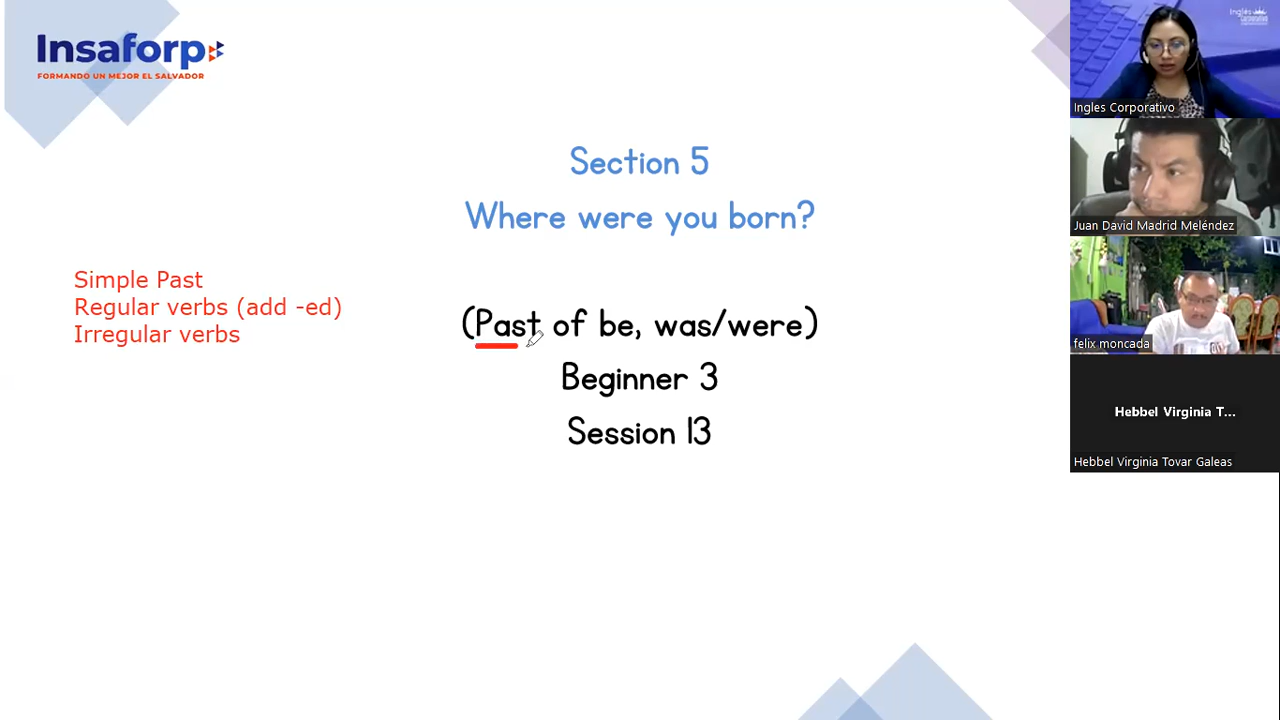 Insaforp
FORMANDO UN MEJOR EL SALVADOR
Section 5
Where were you born?
Simple Past
Regular verbs (add -ed)
Irregular verbs
(Past of be, was/were)
Beginner 3
Session 13
Inglés
Corporativo
Ingles Corporativo
Juan David Madrid Meléndez
felix moncada
Hebbel Virginia T...
Hebbel Virginia Tovar Galeas